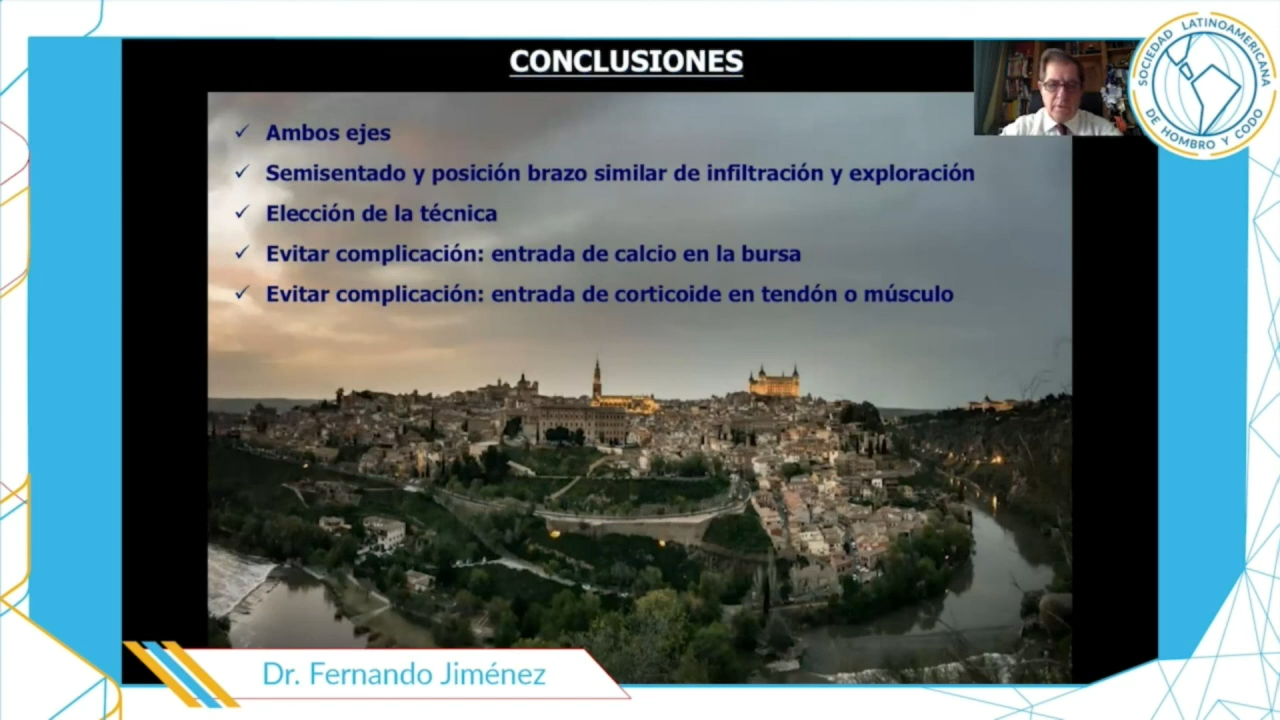 CONCLUSIONES
✓ Ambos ejes
✓ Semisentado y posición brazo similar de infiltración y exploración
✓ Elección de la técnica
✓ Evitar complicación: entrada de calcio en la bursa
✓ Evitar complicación: entrada de corticoide en tendón o músculo
SOCIEDAD LATINOAMERICANA
DE HOMBRO Y CODO
Dr. Fernando Jiménez